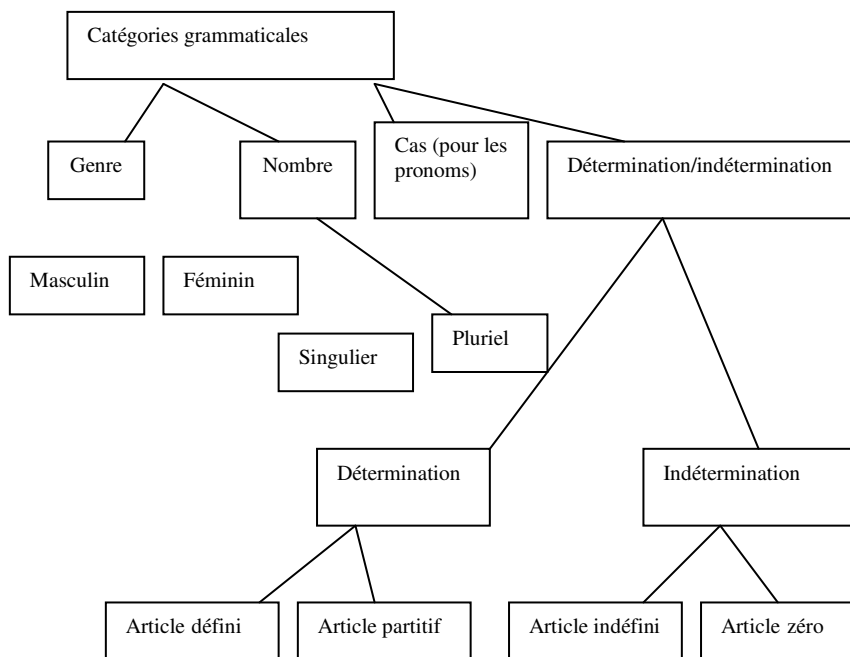 Catégories grammaticales
Genre
Nombre
Cas (pour les
pronoms)
Détermination/indétermination
Masculin
Féminin
Singulier
Pluriel
Détermination
Indétermination
Article défini
Article partitif
Article indéfini
Article zéro